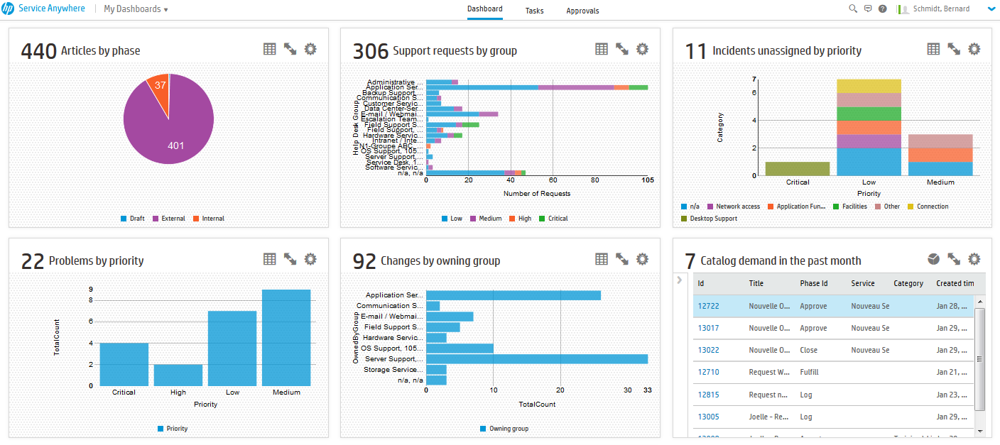 hp Service Anywhere My Dashboards Dashboard Tasks Approvals Schmidt, Bernard
440 Articles by phase
37
401
Draft External Internal
306 Support requests by group
Help Desk Group
Administrative ...
Application Ser...
Backup Support,...
Communication S...
Customer Servic...
Data Center-Ser...
E-mail / Webmai...
Escalation Team...
Field Support S...
Field Support, ...
Hardware Servic...
Intranet / Inte...
N1-Groupe ABC, ...
OS Support, 105...
Server Support,...
Service Desk, 1...
Software Servic...
n/a, n/a
0 20 40 60 80 105
Number of Requests
Low Medium High Critical
11 Incidents unassigned by priority
Category
7
6
4
2
0
Critical Low Medium
Priority
n/a Network access Application Fun... Facilities Other Connection
Desktop Support
22 Problems by priority
TotalCount
9
8
6
4
2
0
Critical High Low Medium
Priority
Priority
92 Changes by owning group
OwnedByGroup
Application Ser...
Communication S...
E-mail / Webmai...
Field Support S...
Hardware Servic...
OS Support, 105...
Server Support,...
Storage Service...
n/a, n/a
0 10 20 30 33
TotalCount
Owning group
7 Catalog demand in the past month
Id Title Phase Id Service Category Created tim
12722 Nouvelle O... Approve Nouveau Se Jan 28, ...
13017 Nouvelle O... Approve Nouveau Se Jan 29, ...
13022 Nouvelle O... Close Nouveau Se Jan 29, ...
12710 Request W... Fulfill Jan 21, ...
12815 Request n... Log Jan 23, ...
13005 Joelle - Re... Log Jan 29, ...